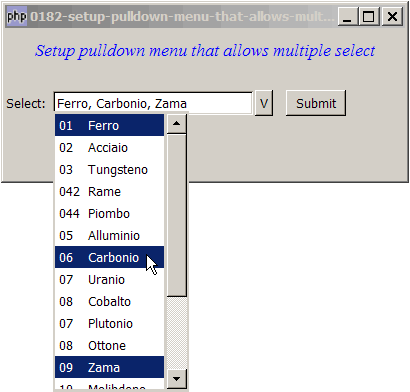 php 0182-setup-pulldown-menu-that-allows-mult...
Setup pulldown menu that allows multiple select
Select: Ferro, Carbonio, Zama V Submit
01 Ferro
02 Acciaio
03 Tungsteno
042 Rame
044 Piombo
05 Alluminio
06 Carbonio
07 Uranio
08 Cobalto
07 Plutonio
08 Ottone
09 Zama
10 Molibdeno